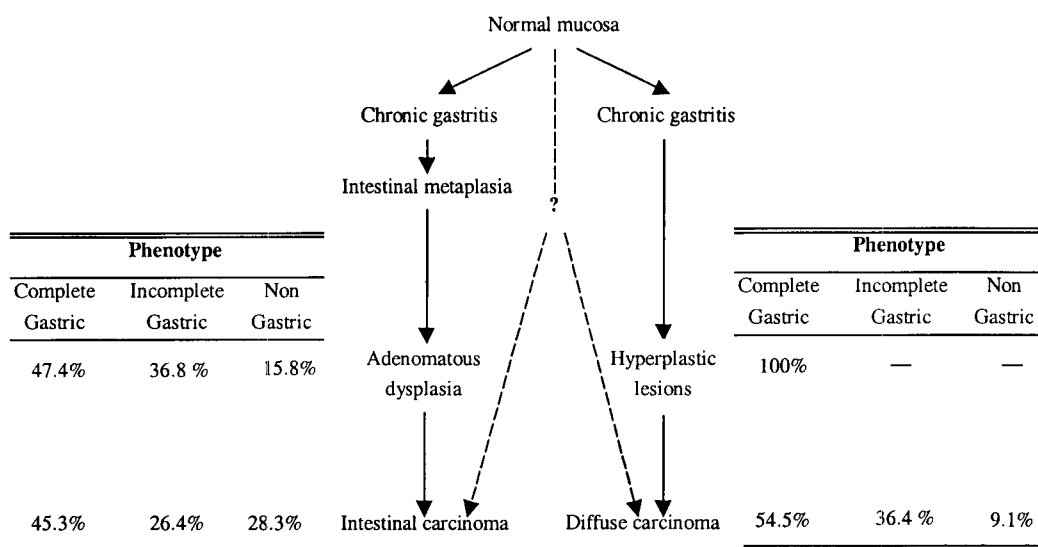 Normal mucosa
Chronic gastritis Chronic gastritis
Intestinal metaplasia
?
Phenotype
Complete Incomplete Non
Gastric Gastric Gastric
47.4% 36.8 % 15.8%
45.3% 26.4% 28.3%
Adenomatous
dysplasia
Intestinal carcinoma
Hyperplastic
lesions
Diffuse carcinoma
Phenotype
Complete Incomplete Non
Gastric Gastric Gastric
100% — —
54.5% 36.4 % 9.1%